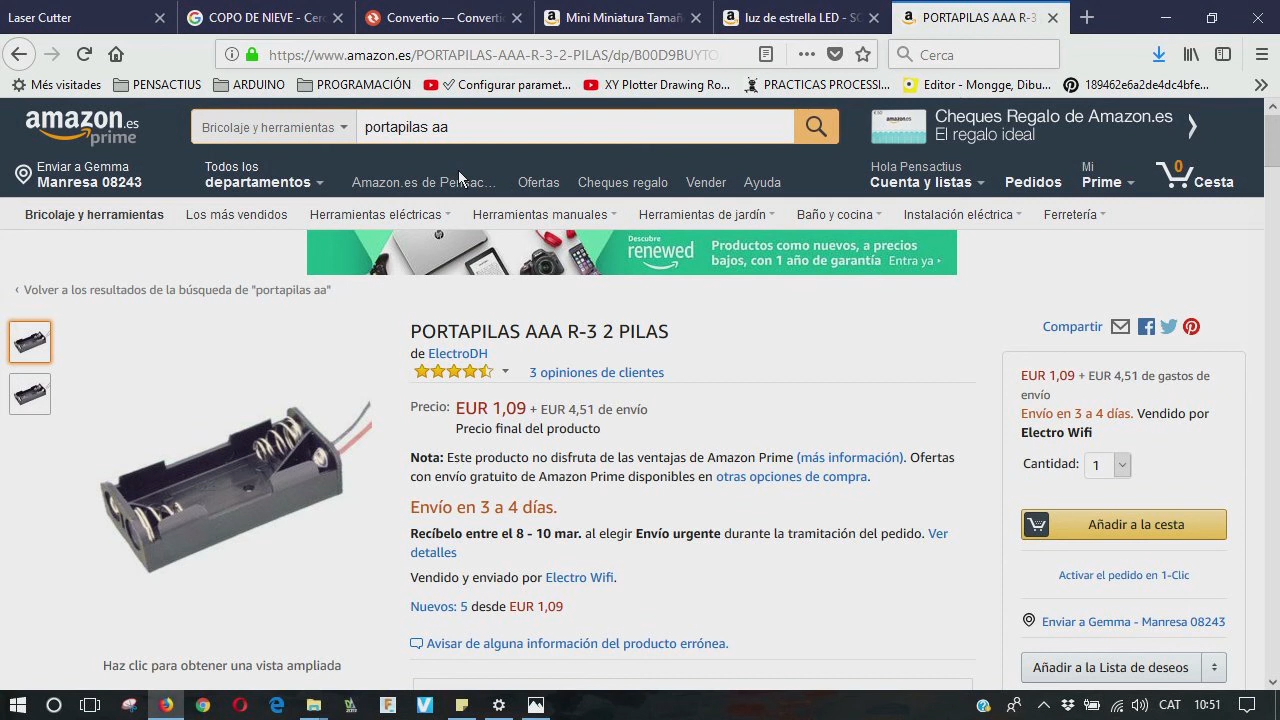 Laser Cutter
COPO DE NIEVE - Cer
Convertio — Converti
Mini Miniatura Tamañ
luz de estrella LED - S
PORTAPILAS AAA R-3
https://www.amazon.es/PORTAPILAS-AAA-R-3-2-PILAS/dp/B00D9BUYTO
Cerca
Més visitades
PENSACTIUS
ARDUINO
PROGRAMACIÓN
Configurar paramet...
XY Plotter Drawing Ro...
PRACTICAS PROCESSI...
Editor - Mongge, Dibu...
189462e6a2de4dc4bfe...
amazon.es
prime
Bricolaje y herramientas
portapilas aa
Cheques Regalo de Amazon.es
El regalo ideal
Enviar a Gemma
Manresa 08243
Todos los
departamentos
Amazon.es de Pensac...
Ofertas
Cheques regalo
Vender
Ayuda
Hola Pensactius
Cuenta y listas
Pedidos
Mi
Prime
0
Cesta
Bricolaje y herramientas
Los más vendidos
Herramientas eléctricas
Herramientas manuales
Herramientas de jardín
Baño y cocina
Instalación eléctrica
Ferretería
Descubre
renewed
Productos como nuevos, a precios
bajos, con 1 año de garantía Entra ya ›
‹ Volver a los resultados de la búsqueda de "portapilas aa"
PORTAPILAS AAA R-3 2 PILAS
de ElectroDH
3 opiniones de clientes
Precio: EUR 1,09 + EUR 4,51 de envío
Precio final del producto
Nota: Este producto no disfruta de las ventajas de Amazon Prime (más información). Ofertas
con envío gratuito de Amazon Prime disponibles en otras opciones de compra.
Envío en 3 a 4 días.
Recíbelo entre el 8 - 10 mar. al elegir Envío urgente durante la tramitación del pedido. Ver
detalles
Vendido y enviado por Electro Wifi.
Nuevos: 5 desde EUR 1,09
Avisar de alguna información del producto errónea.
Haz clic para obtener una vista ampliada
Compartir
EUR 1,09 + EUR 4,51 de gastos de
envío
Envío en 3 a 4 días. Vendido por
Electro Wifi
Cantidad: 1
Añadir a la cesta
Activar el pedido en 1-Clic
Enviar a Gemma - Manresa 08243
Añadir a la Lista de deseos
CAT
10:51